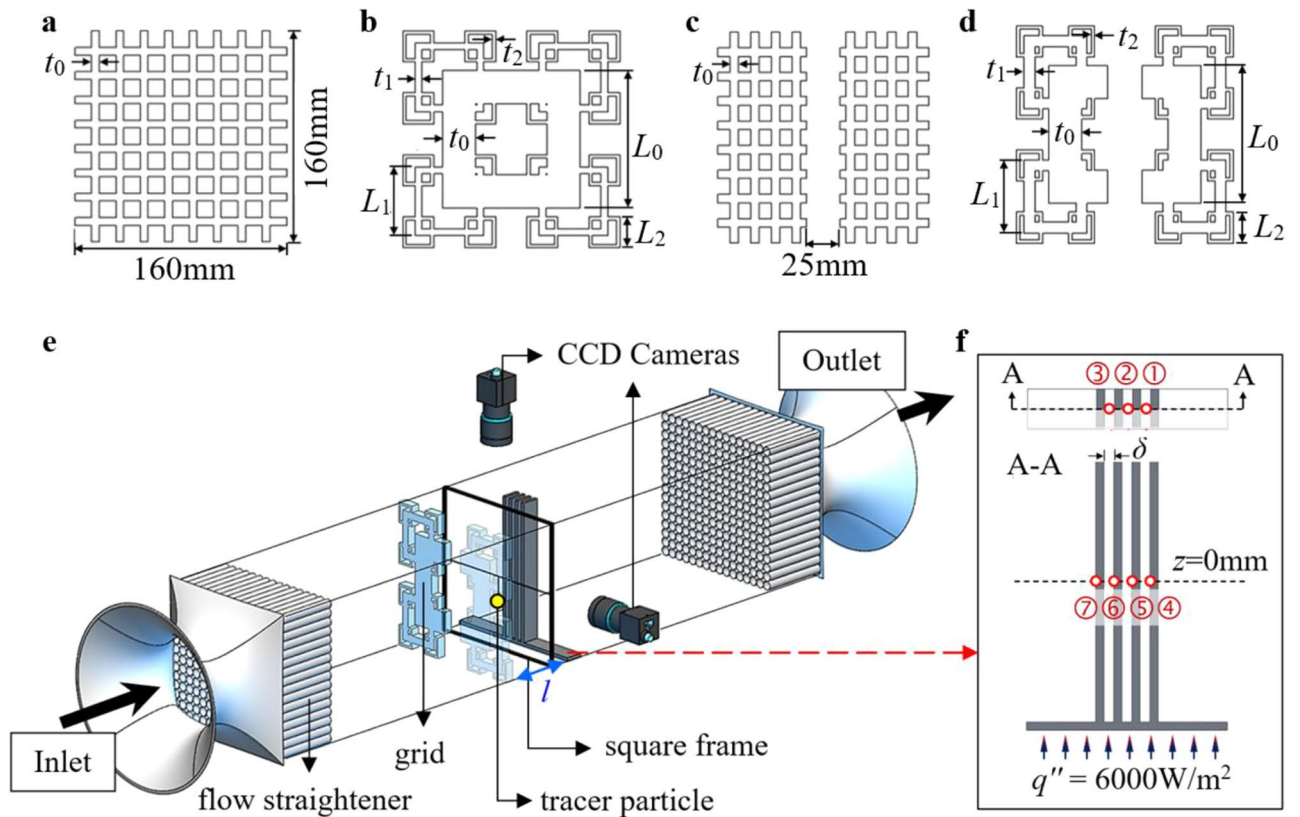 a
t₀
160mm
160mm
b
t₂
t₁
t₀
L₀
L₁
L₂
c
t₀
25mm
d
t₂
t₁
t₀
L₀
L₁
L₂
e
CCD Cameras
Outlet
Inlet
l
grid
square frame
flow straightener
tracer particle
f
A ③ ② ① A
A-A
δ
z=0mm
⑦ ⑥ ⑤ ④
q″ = 6000W/m²